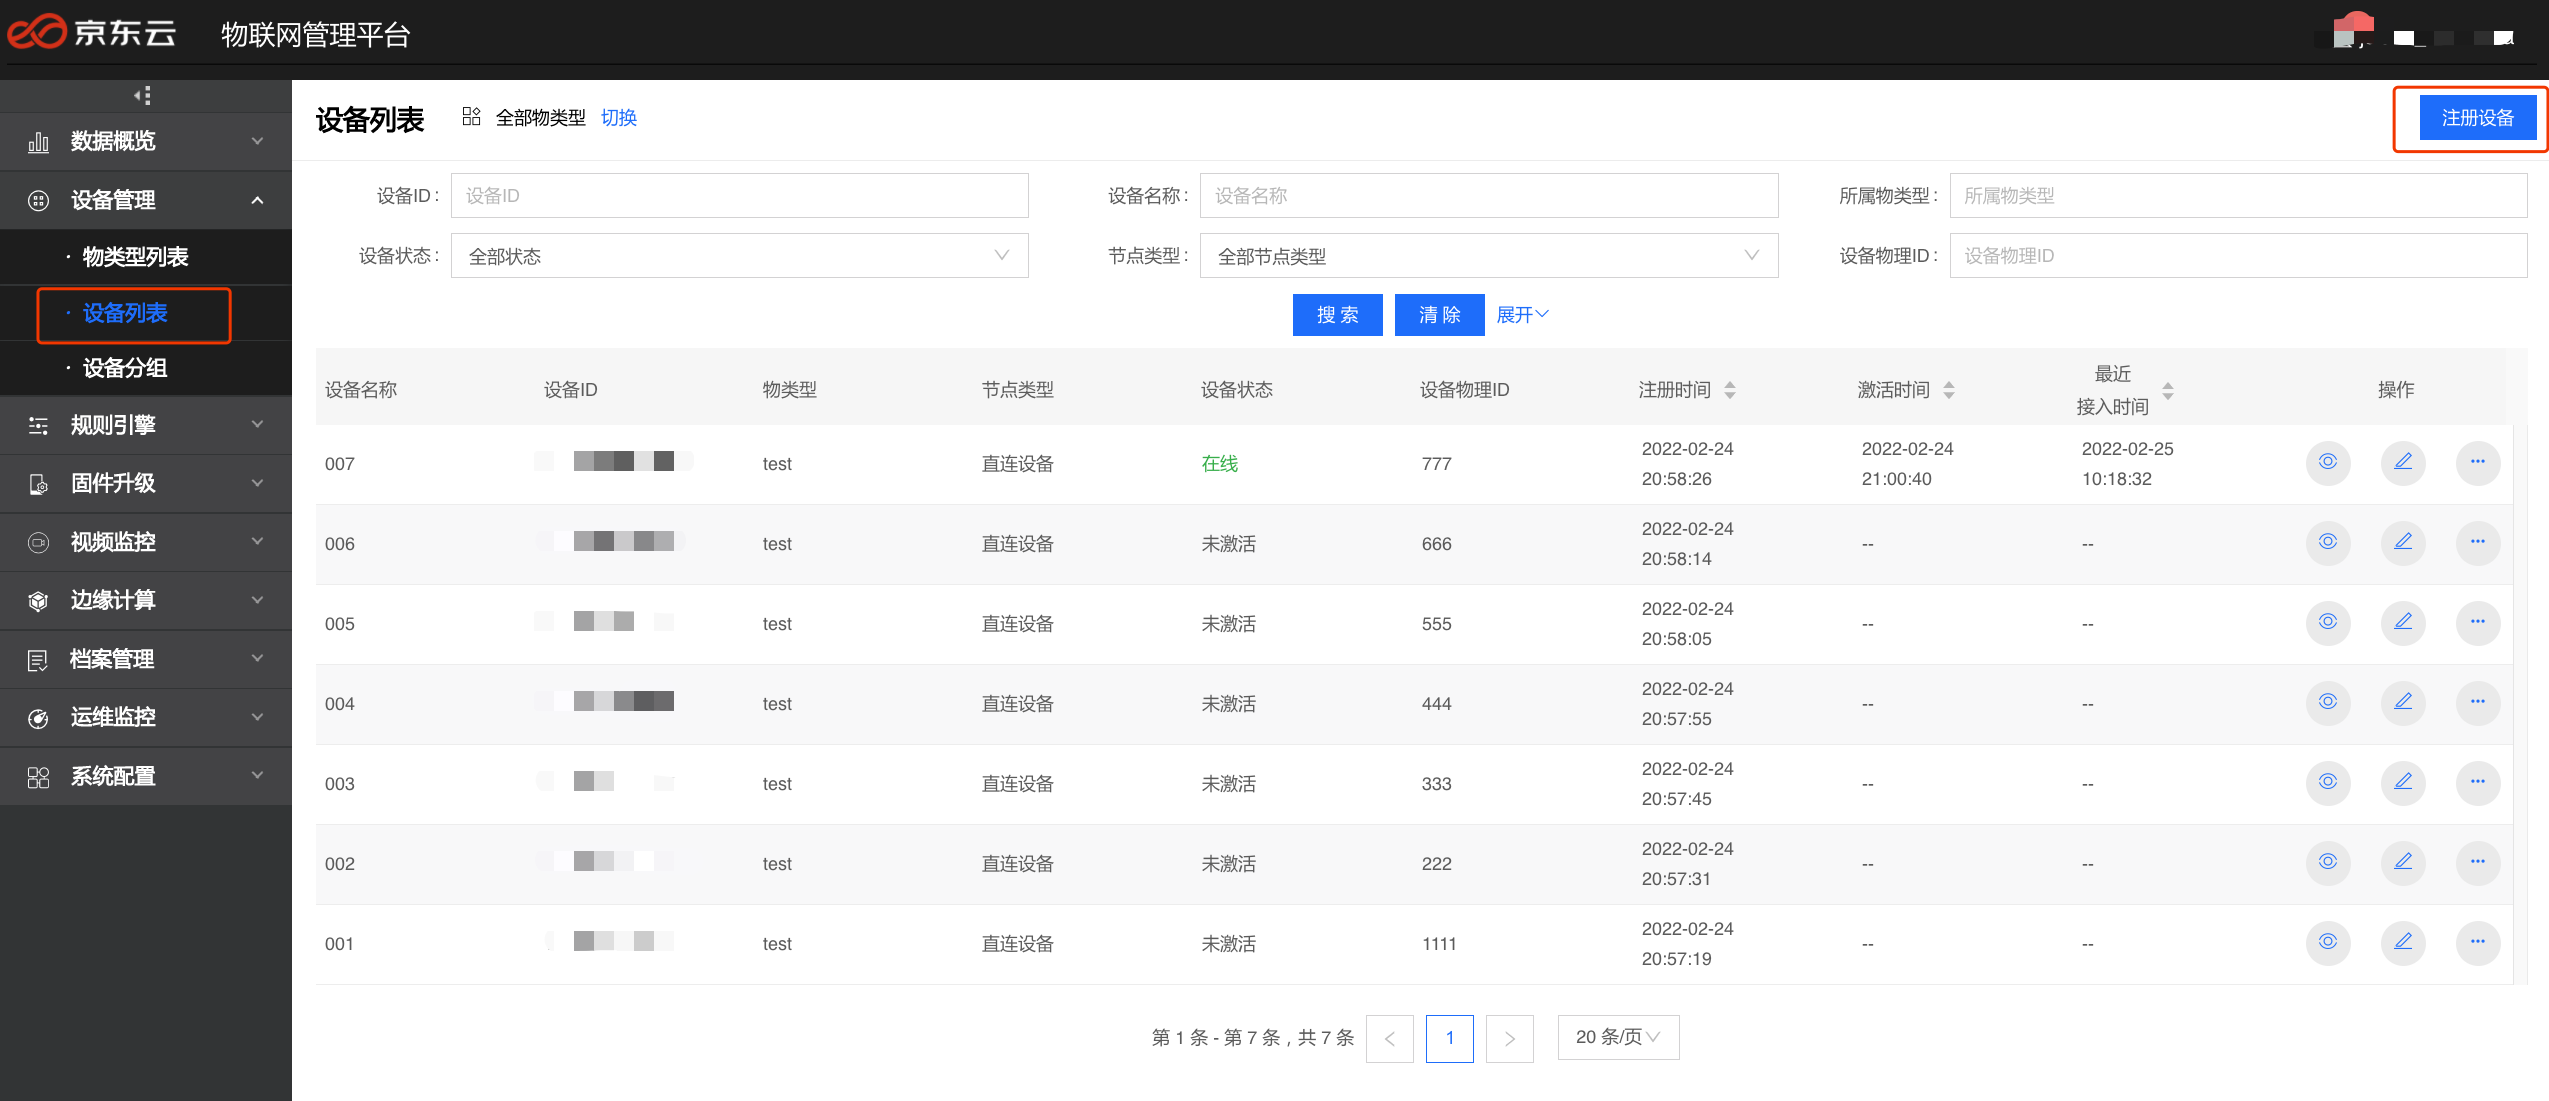 京东云
物联网管理平台
数据概览
设备管理
· 物类型列表
· 设备列表
· 设备分组
规则引擎
固件升级
视频监控
边缘计算
档案管理
运维监控
系统配置
设备列表 全部物类型 切换 注册设备
设备ID : 设备ID 设备名称 : 设备名称 所属物类型 : 所属物类型
设备状态 : 全部状态 节点类型 : 全部节点类型 设备物理ID : 设备物理ID
搜 索 清 除 展开
设备名称 设备ID 物类型 节点类型 设备状态 设备物理ID 注册时间 激活时间 最近 操作
接入时间
007 test 直连设备 在线 777 2022-02-24 2022-02-24 2022-02-25
20:58:26 21:00:40 10:18:32
006 test 直连设备 未激活 666 2022-02-24 -- --
20:58:14
005 test 直连设备 未激活 555 2022-02-24 -- --
20:58:05
004 test 直连设备 未激活 444 2022-02-24 -- --
20:57:55
003 test 直连设备 未激活 333 2022-02-24 -- --
20:57:45
002 test 直连设备 未激活 222 2022-02-24 -- --
20:57:31
001 test 直连设备 未激活 1111 2022-02-24 -- --
20:57:19
第 1 条 - 第 7 条，共 7 条 < 1 > 20 条/页